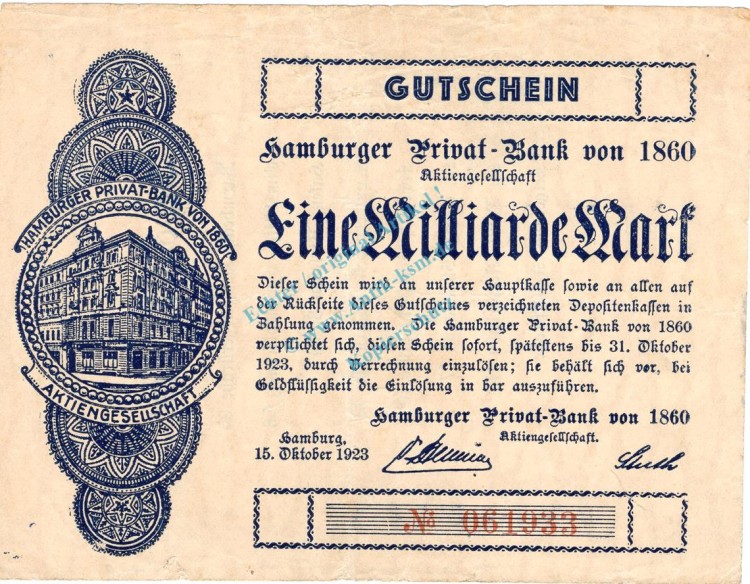 GUTSCHEIN
Hamburger Privat-Bank von 1860
Aktiengesellschaft
Eine Milliarde Mark
Dieser Schein wird an unserer Hauptkasse sowie an allen auf
der Rückseite dieses Gutscheines verzeichneten Depositenkassen in
Zahlung genommen. Die Hamburger Privat-Bank von 1860
verpflichtet sich, diesen Schein sofort, spätestens bis 31. Oktober
1923, durch Verrechnung einzulösen; sie behält sich vor, bei
Geldflüssigkeit die Einlösung in bar auszuführen.
Hamburger Privat-Bank von 1860
Aktiengesellschaft.
Hamburg,
15. Oktober 1923
No 061933
HAMBURGER PRIVAT-BANK VON 1860
AKTIENGESELLSCHAFT